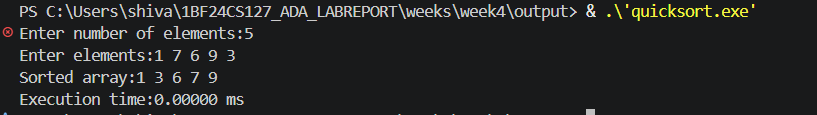 PS C:\Users\shiva\1BF24CS127_ADA_LABREPORT\weeks\week4\output> & .\'quicksort.exe'
Enter number of elements:5
Enter elements:1 7 6 9 3
Sorted array:1 3 6 7 9
Execution time:0.00000 ms